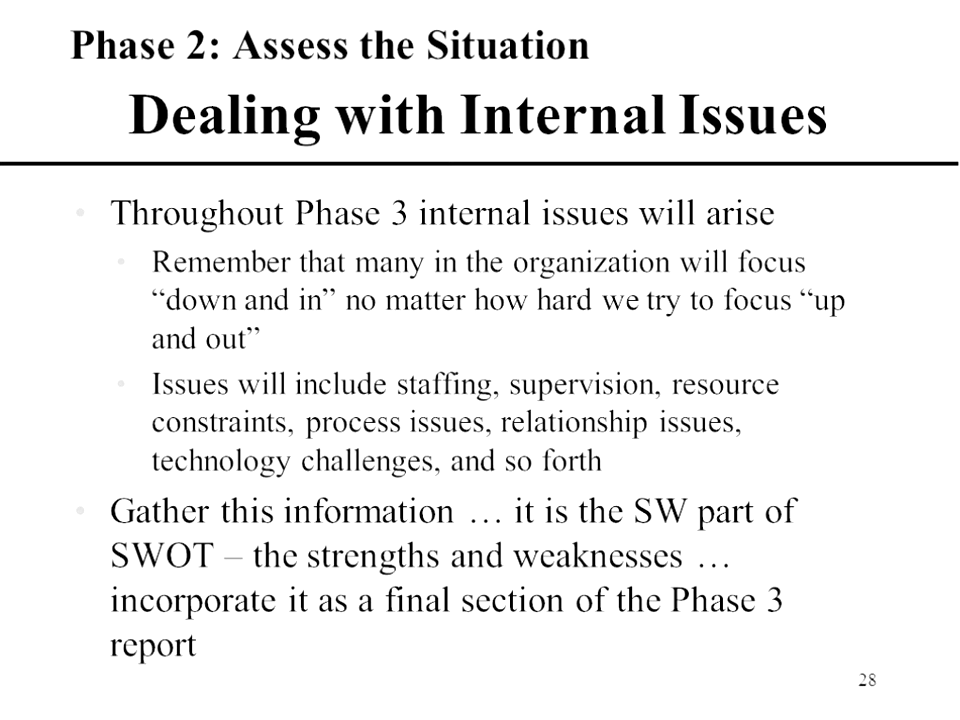 Phase 2: Assess the Situation
Dealing with Internal Issues
• Throughout Phase 3 internal issues will arise
• Remember that many in the organization will focus
“down and in” no matter how hard we try to focus “up
and out”
• Issues will include staffing, supervision, resource
constraints, process issues, relationship issues,
technology challenges, and so forth
• Gather this information … it is the SW part of
SWOT – the strengths and weaknesses …
incorporate it as a final section of the Phase 3
report
28